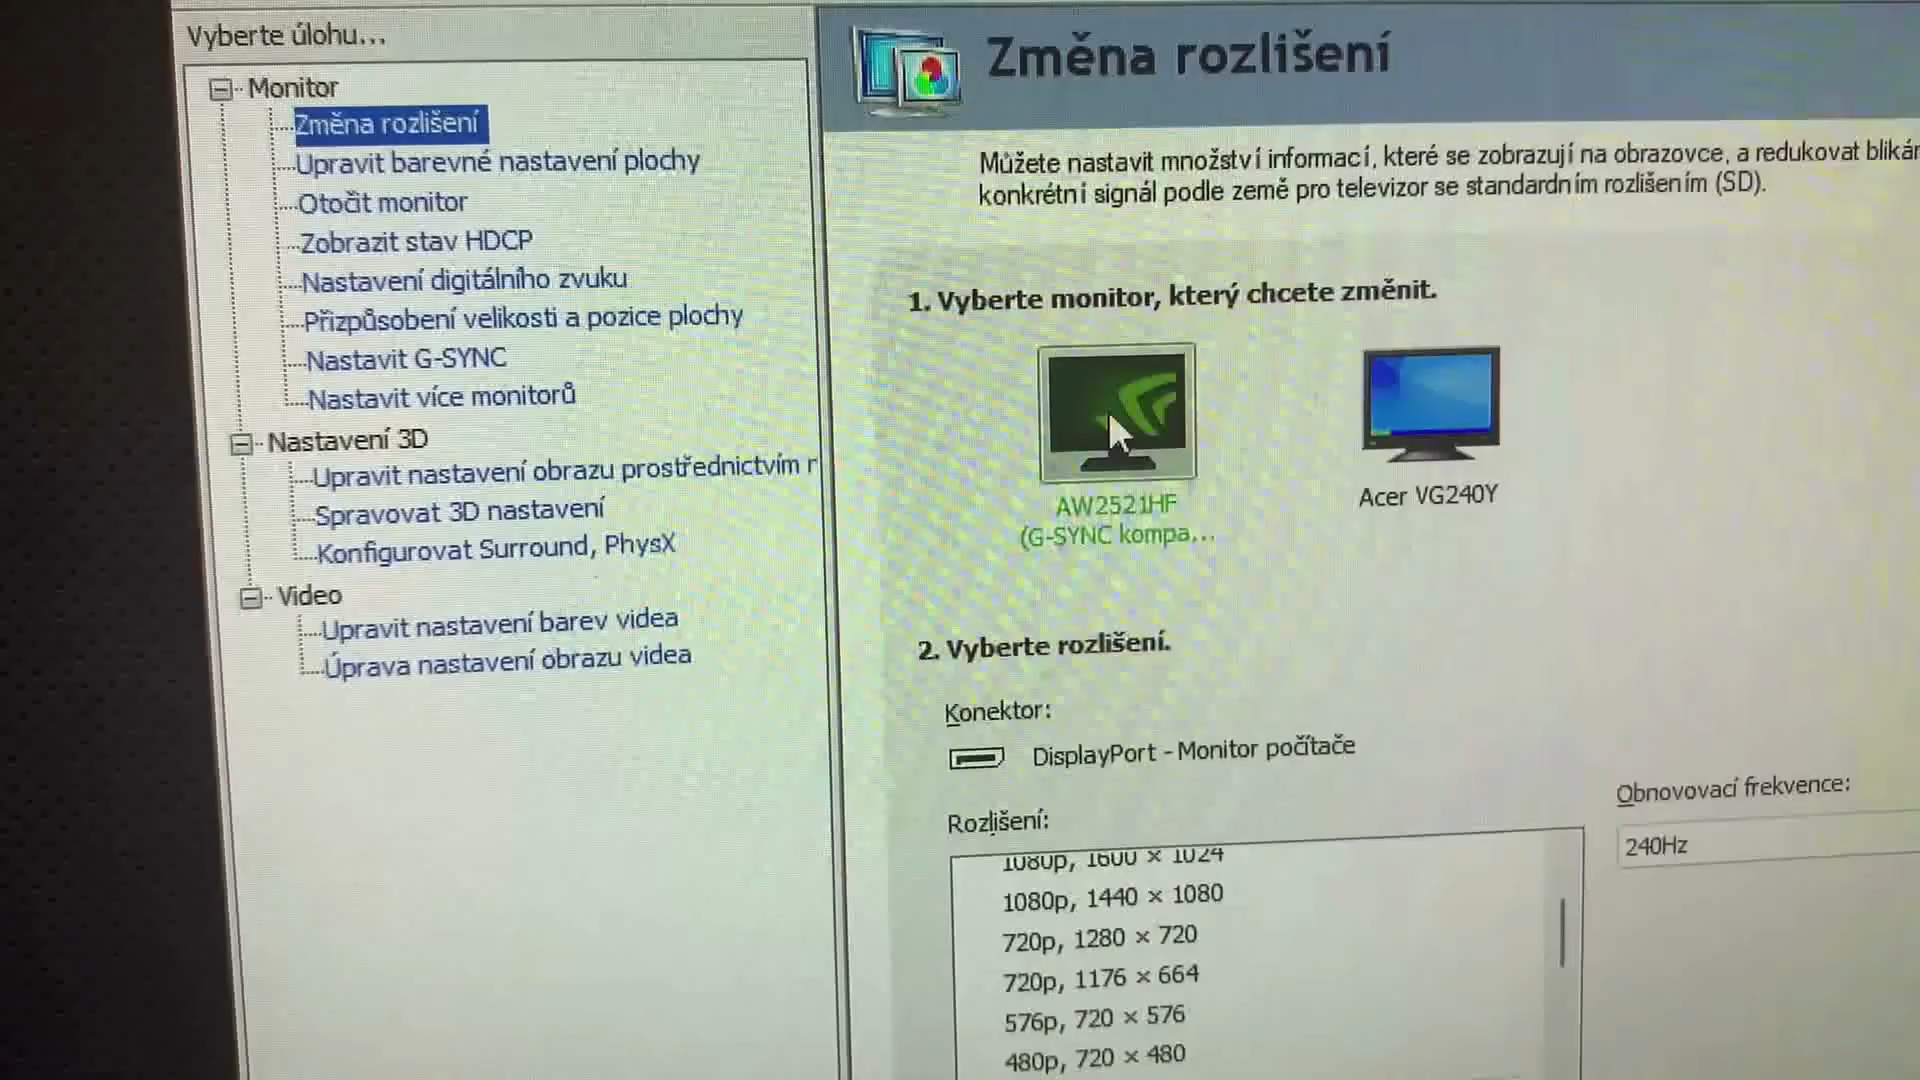 Vyberte úlohu...
Monitor
Změna rozlišení
Upravit barevné nastavení plochy
Otočit monitor
Zobrazit stav HDCP
Nastavení digitálního zvuku
Přizpůsobení velikosti a pozice plochy
Nastavit G-SYNC
Nastavit více monitorů
Nastavení 3D
Upravit nastavení obrazu prostřednictvím
Spravovat 3D nastavení
Konfigurovat Surround, PhysX
Video
Upravit nastavení barev videa
Úprava nastavení obrazu videa
Změna rozlišení
Můžete nastavit množství informací, které se zobrazují na obrazovce, a redukovat
konkrétní signál podle země pro televizor se standardním rozlišením (SD).
1. Vyberte monitor, který chcete změnit.
AW2521HF
(G-SYNC kompa...
Acer VG240Y
2. Vyberte rozlišení.
Konektor:
DisplayPort - Monitor počítače
Rozlišení:
1080p, 1600 × 1024
1080p, 1440 × 1080
720p, 1280 × 720
720p, 1176 × 664
576p, 720 × 576
480p, 720 × 480
Obnovovací frekvence:
240Hz